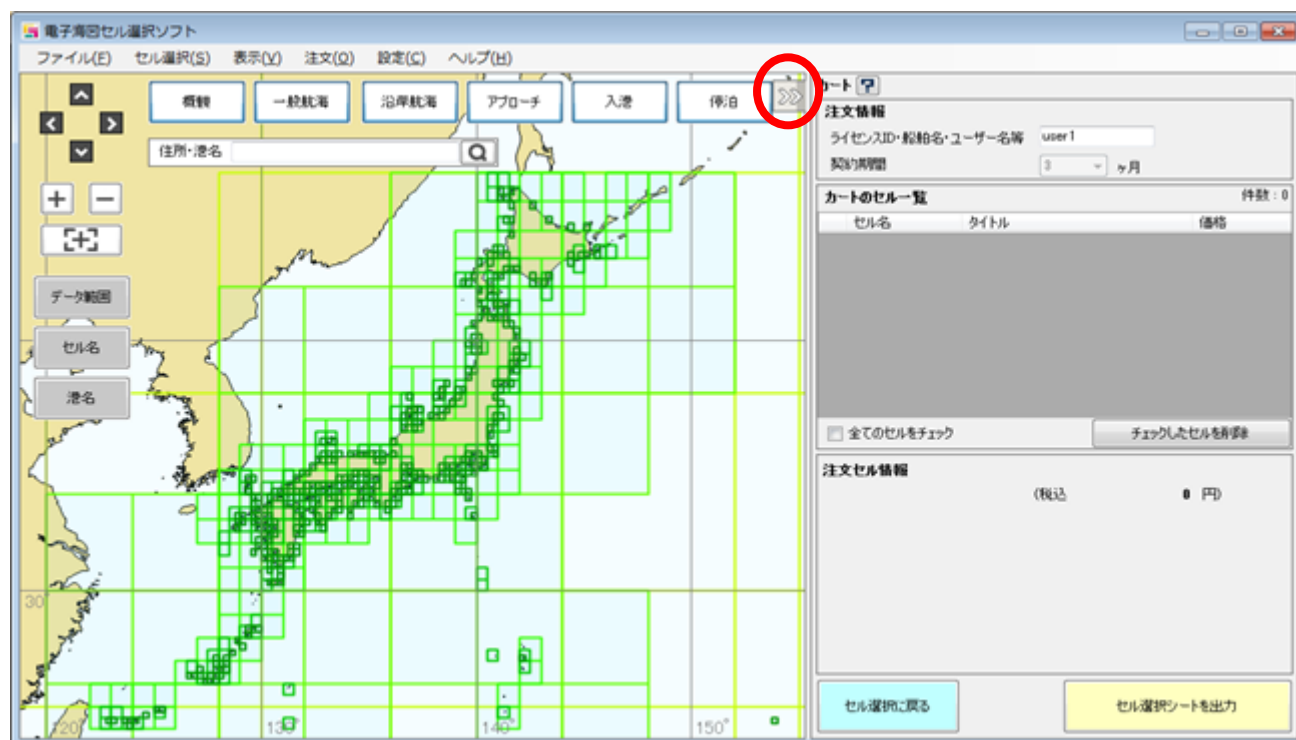 電子海図セル選択ソフト
ファイル(F) セル選択(S) 表示(V) 注文(O) 設定(C) ヘルプ(H)
概観 一般航海 沿岸航海 アプローチ 入港 停泊
住所・港名
データ範囲
セル名
港名
30°
120° 130° 140° 150°
カート ?
注文情報
ライセンスID・船舶名・ユーザー名等 user1
契約期間 3 ヶ月
カートのセル一覧 件数 : 0
セル名 タイトル 価格
全てのセルをチェック チェックしたセルを削除
注文セル情報
(税込 0 円)
セル選択に戻る セル選択シートを出力